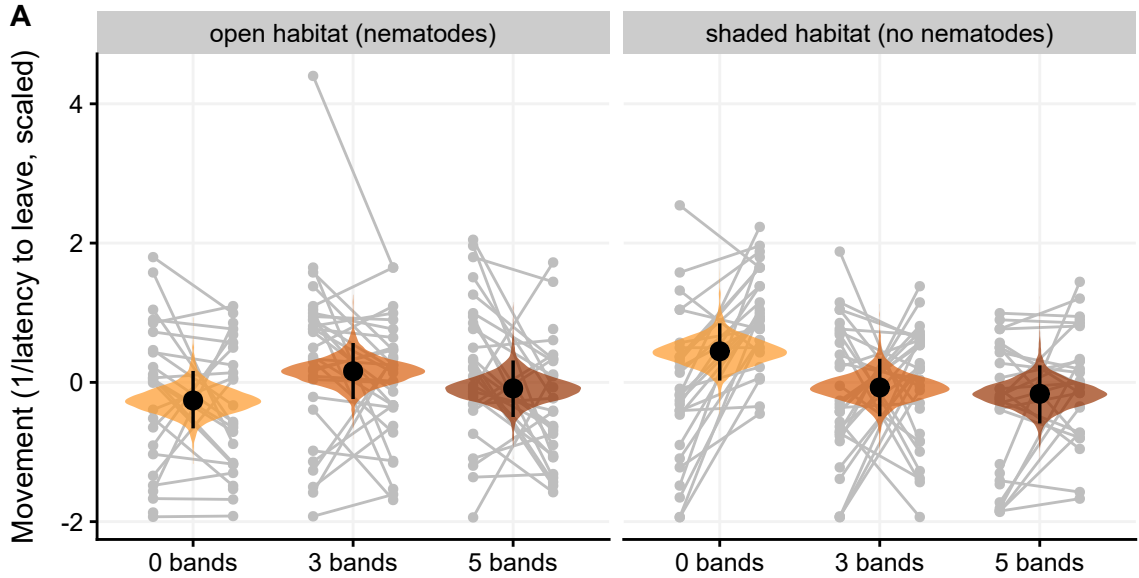 A
open habitat (nematodes)
shaded habitat (no nematodes)
Movement (1/latency to leave, scaled)
4
2
0
-2
0 bands
3 bands
5 bands
0 bands
3 bands
5 bands